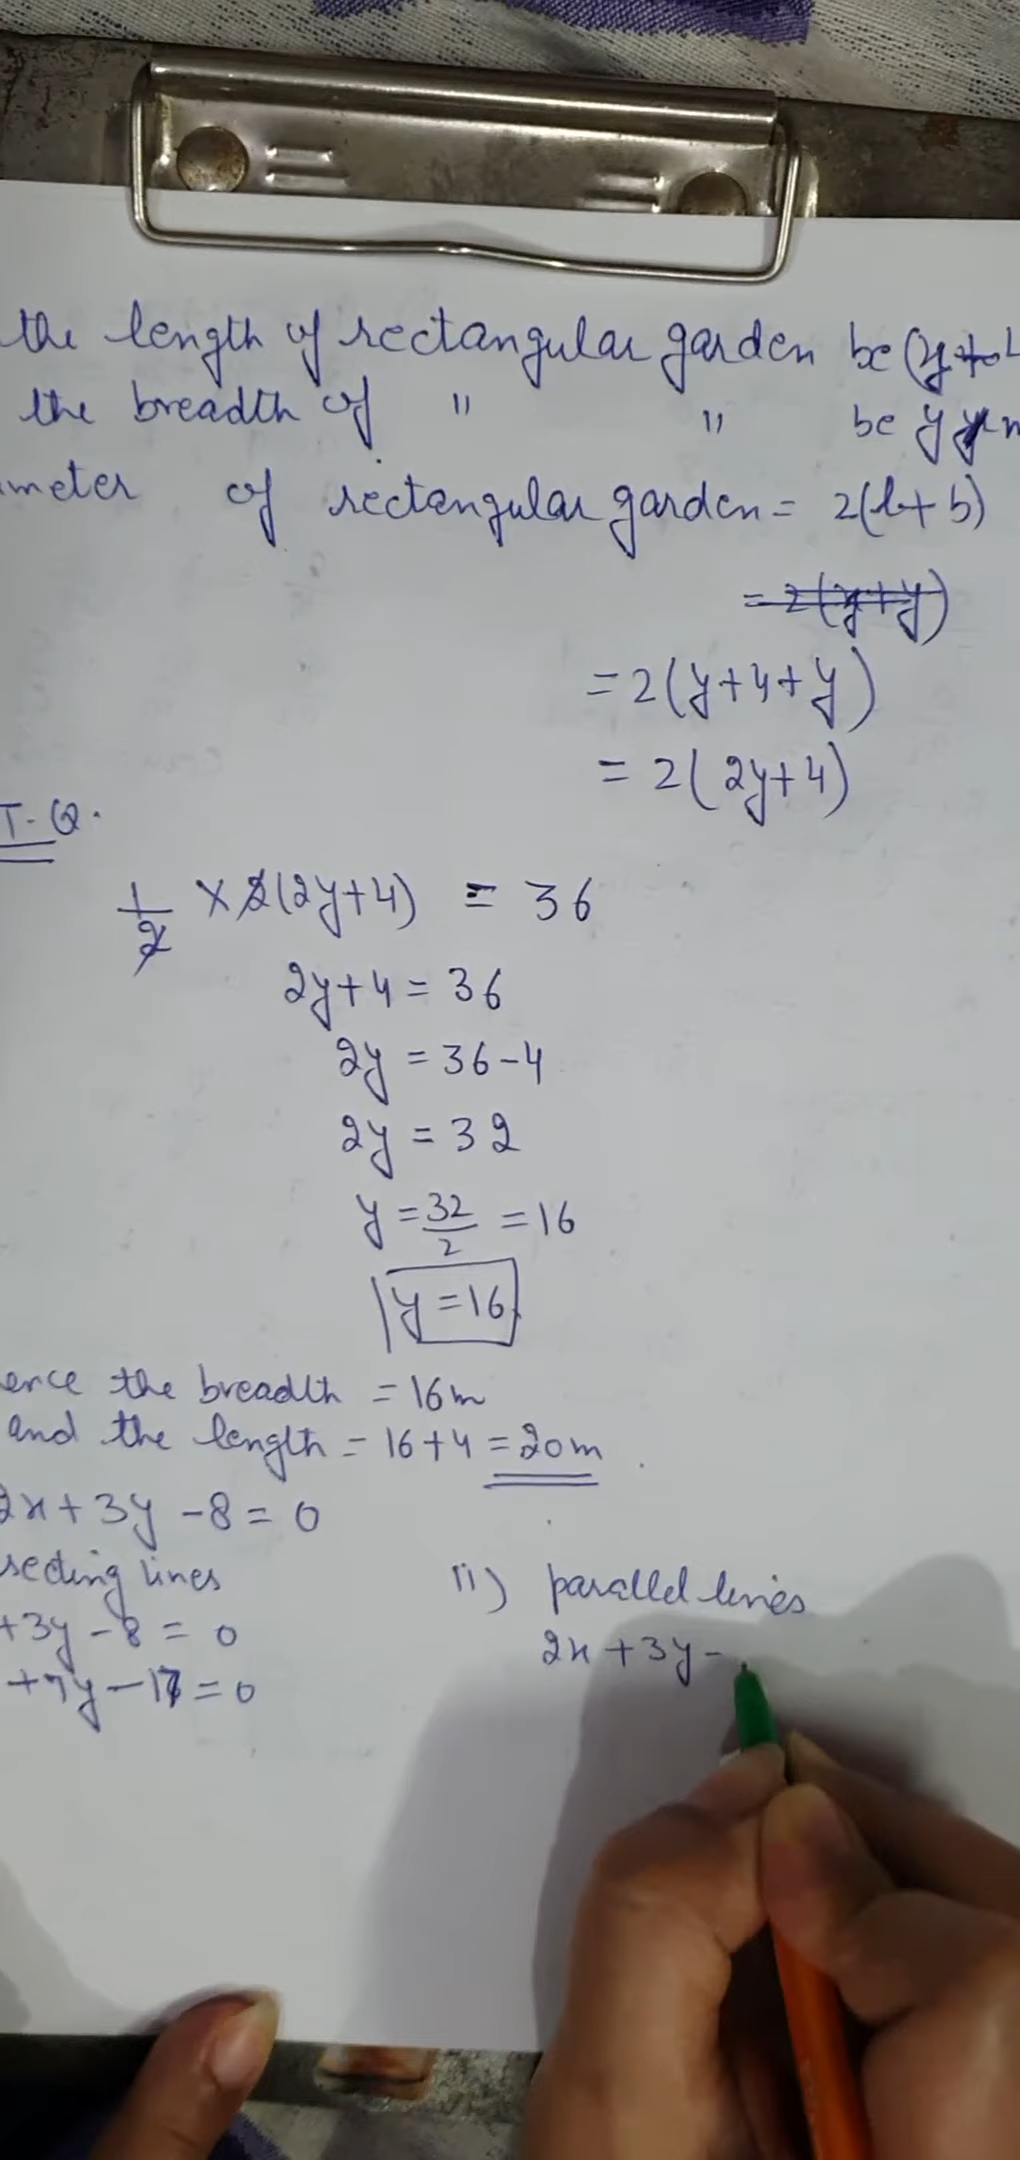 the length of rectangular garden be (y+4
the breadth of " " be y m
meter of rectangular garden = 2(l+b)
= 2(y+y)
= 2(y+4+y)
= 2(2y+4)
T.Q.
1/2 × 2(2y+4) = 36
2y+4 = 36
2y = 36-4
2y = 32
y = 32/2 = 16
y = 16
ence the breadth = 16m
and the length = 16+4 = 20m
2x+3y-8=0
secting lines
+3y-8=0
+7y-17=0
ii) parallel lines
2x+3y-